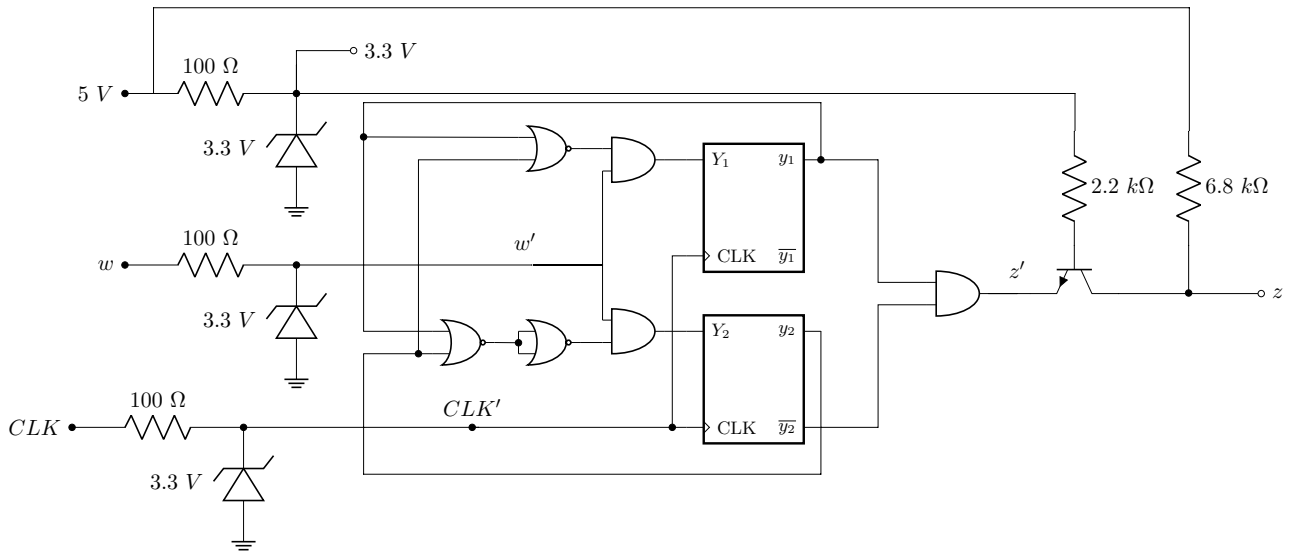 3.3 V
100 Ω
5 V
3.3 V
2.2 kΩ
6.8 kΩ
Y₁ y₁
100 Ω
w
w′
CLK y̅₁̅
z′
z
3.3 V
Y₂ y₂
100 Ω
CLK
CLK′
CLK y̅₂̅
3.3 V